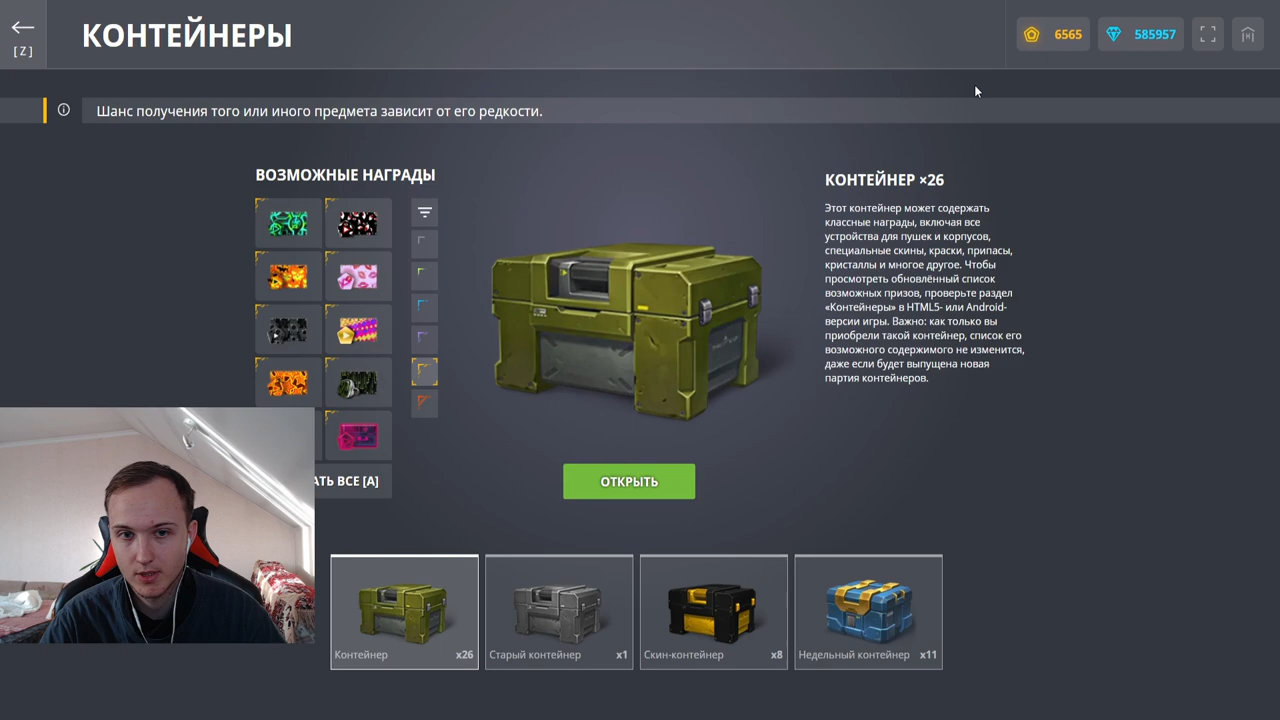 [Z]
КОНТЕЙНЕРЫ
6565
585957
Шанс получения того или иного предмета зависит от его редкости.
ВОЗМОЖНЫЕ НАГРАДЫ
АТЬ ВСЕ [A]
ОТКРЫТЬ
КОНТЕЙНЕР ×26
Этот контейнер может содержать
классные награды, включая все
устройства для пушек и корпусов,
специальные скины, краски, припасы,
кристаллы и многое другое. Чтобы
просмотреть обновлённый список
возможных призов, проверьте раздел
«Контейнеры» в HTML5- или Android-
версии игры. Важно: как только вы
приобрели такой контейнер, список его
возможного содержимого не изменится,
даже если будет выпущена новая
партия контейнеров.
Контейнер x26
Старый контейнер x1
Скин-контейнер x8
Недельный контейнер x11